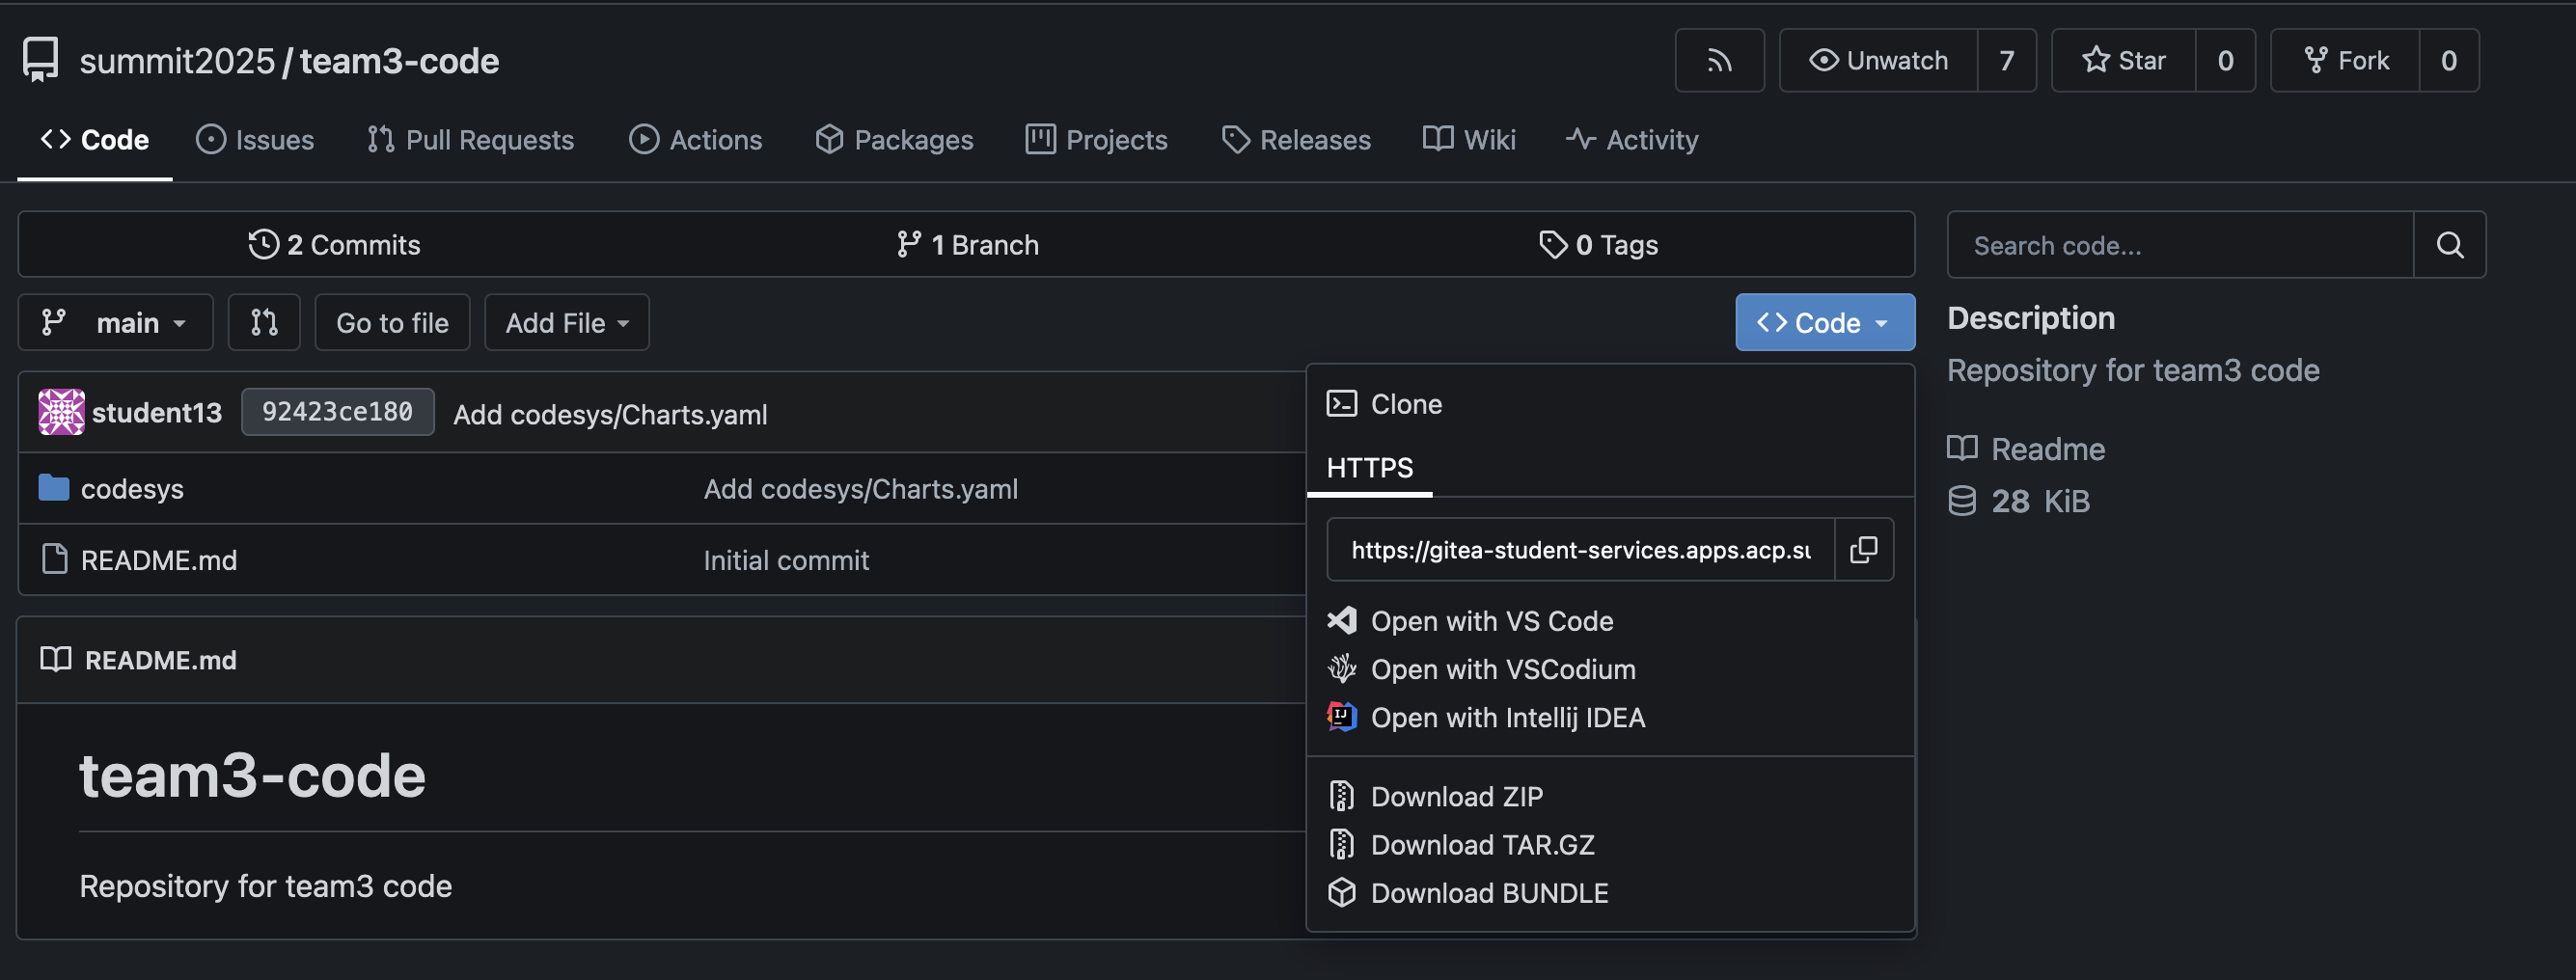 summit2025/team3-code
Unwatch 7 Star 0 Fork 0
Code Issues Pull Requests Actions Packages Projects Releases Wiki Activity
2 Commits 1 Branch 0 Tags
Search code...
main Go to file Add File Code
Description
Repository for team3 code
student13 92423ce180 Add codesys/Charts.yaml
Clone
HTTPS
Readme
codesys Add codesys/Charts.yaml
28 KiB
README.md Initial commit
https://gitea-student-services.apps.acp.su
Open with VS Code
Open with VSCodium
Open with Intellij IDEA
README.md
team3-code
Download ZIP
Download TAR.GZ
Download BUNDLE
Repository for team3 code